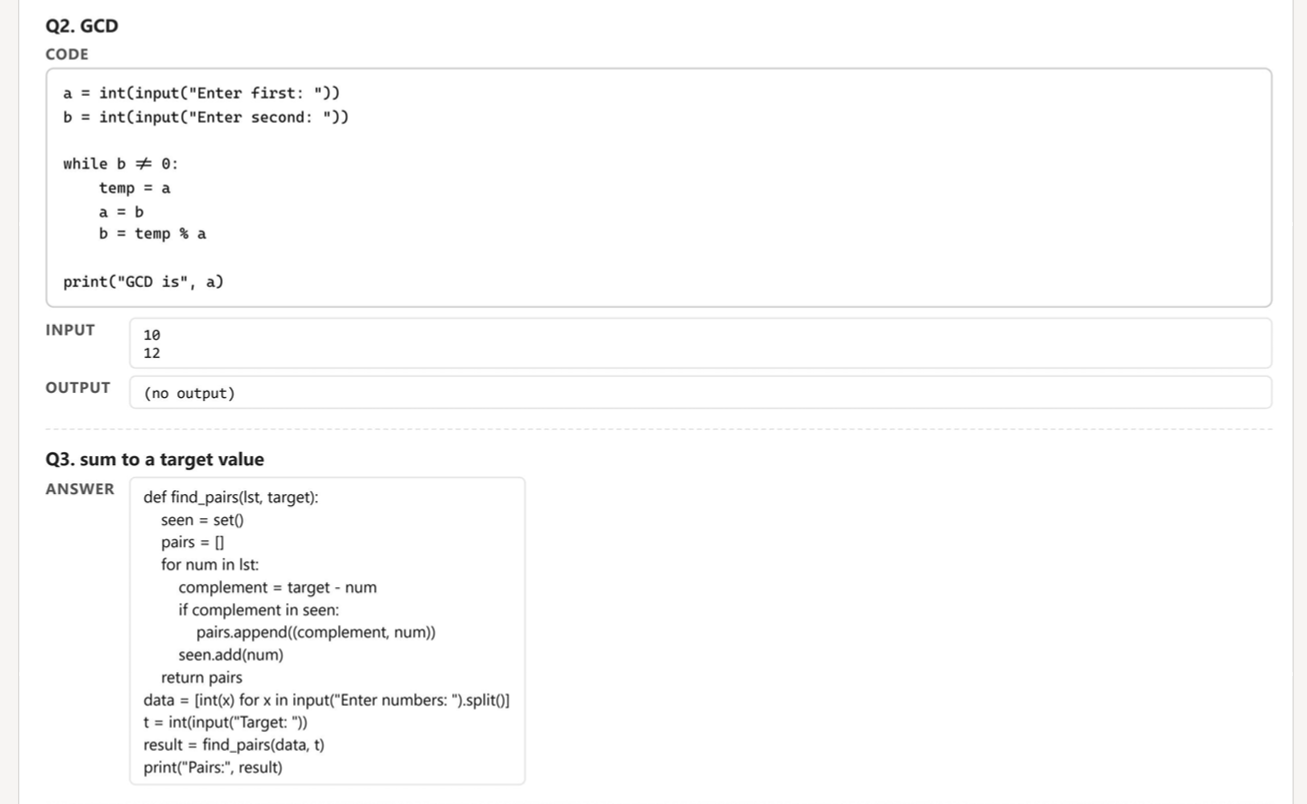 Q2. GCD
CODE
a = int(input("Enter first: "))
b = int(input("Enter second: "))
while b ≠ 0:
    temp = a
    a = b
    b = temp % a
print("GCD is", a)
INPUT
10
12
OUTPUT
(no output)
Q3. sum to a target value
ANSWER
def find_pairs(lst, target):
    seen = set()
    pairs = []
    for num in lst:
        complement = target - num
        if complement in seen:
            pairs.append((complement, num))
        seen.add(num)
    return pairs
data = [int(x) for x in input("Enter numbers: ").split()]
t = int(input("Target: "))
result = find_pairs(data, t)
print("Pairs:", result)